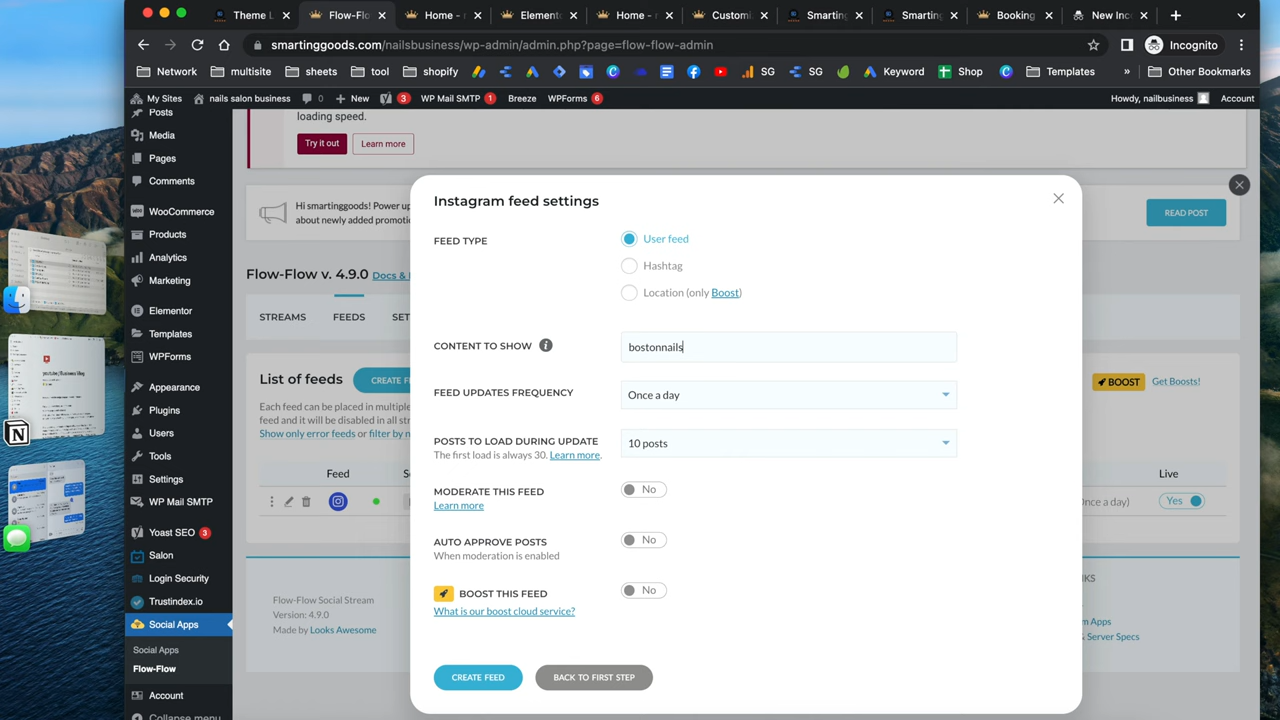 Theme L
Flow-Flo
Home -
Elemento
Home -
Customi
Smarting
Smarting
Booking
New Inc
smartinggoods.com/nailsbusiness/wp-admin/admin.php?page=flow-flow-admin
Incognito
Network
multisite
sheets
tool
shopify
SG
SG
Keyword
Shop
Templates
»
Other Bookmarks
My Sites
nails salon business
0
New
3
WP Mail SMTP
1
Breeze
WPForms
6
Howdy, nailbusiness
Account
Posts
Media
Pages
Comments
WooCommerce
Products
Analytics
Marketing
Elementor
Templates
WPForms
Appearance
Plugins
Users
Tools
Settings
WP Mail SMTP
Yoast SEO 3
Salon
Login Security
Trustindex.io
Social Apps
Social Apps
Flow-Flow
Account
Collapse menu
loading speed.
Try it out
Learn more
Hi smartinggoods! Power up
about newly added promotio
READ POST
Flow-Flow v. 4.9.0 Docs &
STREAMS
FEEDS
SET
List of feeds
CREATE FE
BOOST
Get Boosts!
Each feed can be placed in multiple
feed and it will be disabled in all str
Show only error feeds or filter by n
Feed
Live
Once a day)
Yes
Flow-Flow Social Stream
Version: 4.9.0
Made by Looks Awesome
KS
m Apps
& Server Specs
Instagram feed settings
FEED TYPE
User feed
Hashtag
Location (only Boost)
CONTENT TO SHOW
bostonnails
FEED UPDATES FREQUENCY
Once a day
POSTS TO LOAD DURING UPDATE
The first load is always 30. Learn more.
10 posts
MODERATE THIS FEED
Learn more
No
AUTO APPROVE POSTS
When moderation is enabled
No
BOOST THIS FEED
What is our boost cloud service?
No
CREATE FEED
BACK TO FIRST STEP